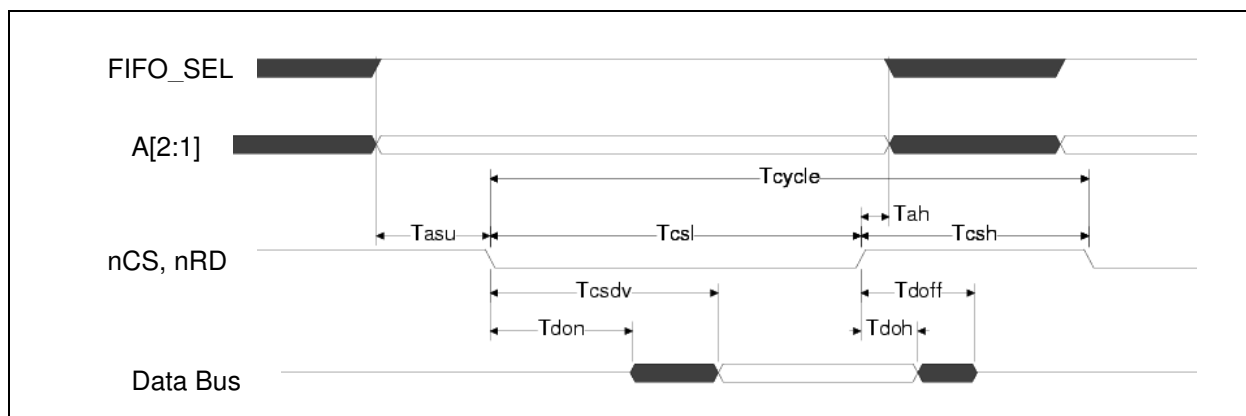 FIFO_SEL
A[2:1]
Tcycle
Tah
Tasu Tcsl Tcsh
nCS, nRD
Tcsdv Tdoff
Tdon Tdoh
Data Bus